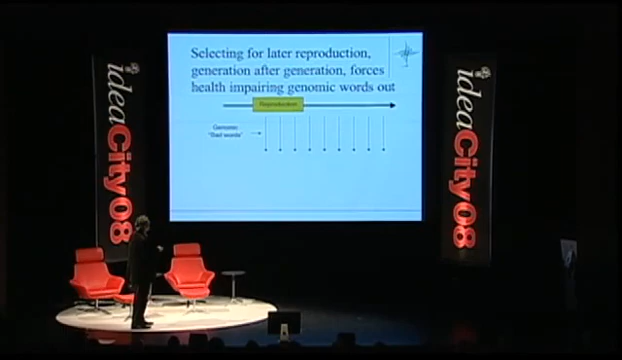 Selecting for later reproduction,
generation after generation, forces
health impairing genomic words out
Reproduction
Genomic
"Bad words"
ideaCity08
ideaCity08